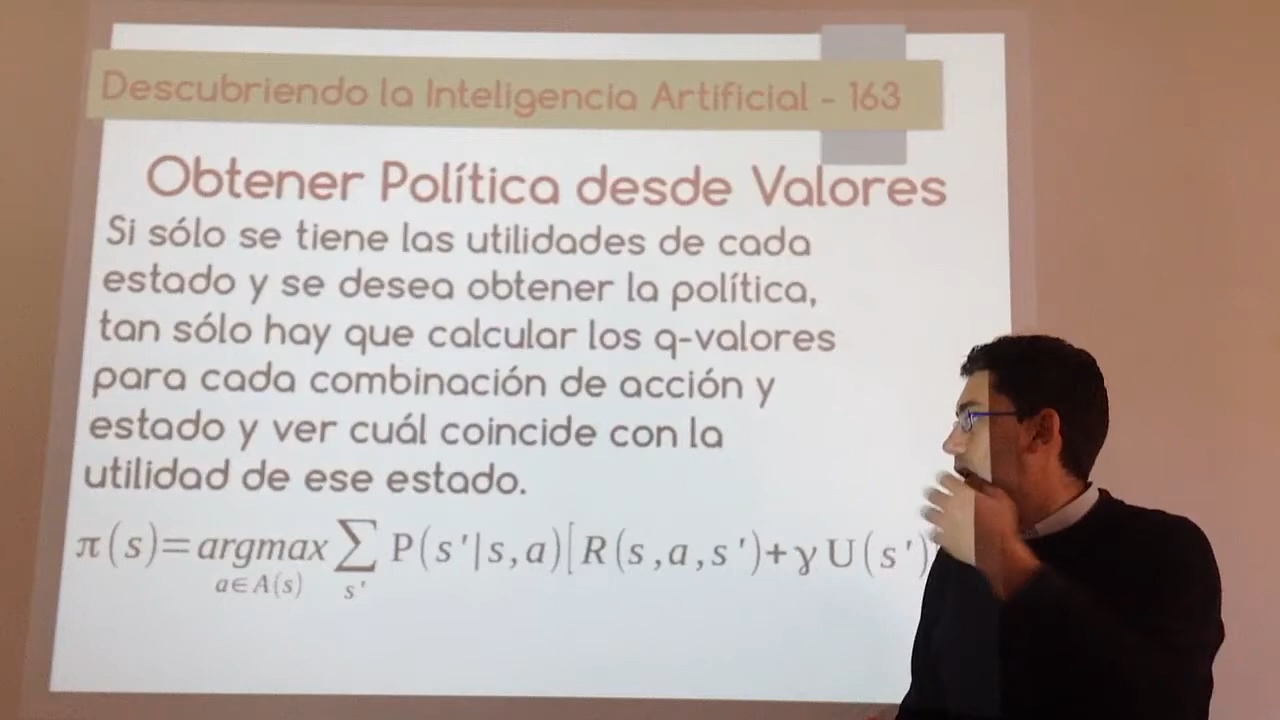 Descubriendo la Inteligencia Artificial - 163
Obtener Política desde Valores
Si sólo se tiene las utilidades de cada
estado y se desea obtener la política,
tan sólo hay que calcular los q-valores
para cada combinación de acción y
estado y ver cuál coincide con la
utilidad de ese estado.
π(s)=argmax ∑ P(s'|s,a)[R(s,a,s')+γU(s')
a∈A(s) s'